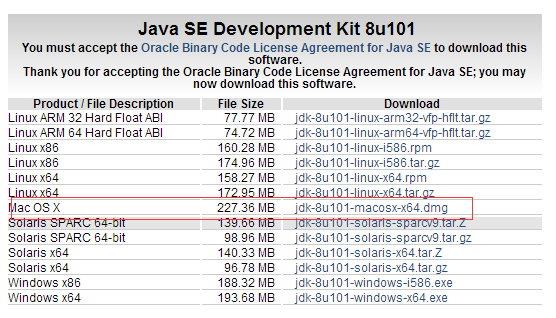 Java SE Development Kit 8u101
You must accept the Oracle Binary Code License Agreement for Java SE to download this
software.
Thank you for accepting the Oracle Binary Code License Agreement for Java SE; you may
now download this software.
Product / File Description File Size Download
Linux ARM 32 Hard Float ABI 77.77 MB jdk-8u101-linux-arm32-vfp-hflt.tar.gz
Linux ARM 64 Hard Float ABI 74.72 MB jdk-8u101-linux-arm64-vfp-hflt.tar.gz
Linux x86 160.28 MB jdk-8u101-linux-i586.rpm
Linux x86 174.96 MB jdk-8u101-linux-i586.tar.gz
Linux x64 158.27 MB jdk-8u101-linux-x64.rpm
Linux x64 172.95 MB jdk-8u101-linux-x64.tar.gz
Mac OS X 227.36 MB jdk-8u101-macosx-x64.dmg
Solaris SPARC 64-bit 139.66 MB jdk-8u101-solaris-sparcv9.tar.Z
Solaris SPARC 64-bit 98.96 MB jdk-8u101-solaris-sparcv9.tar.gz
Solaris x64 140.33 MB jdk-8u101-solaris-x64.tar.Z
Solaris x64 96.78 MB jdk-8u101-solaris-x64.tar.gz
Windows x86 188.32 MB jdk-8u101-windows-i586.exe
Windows x64 193.68 MB jdk-8u101-windows-x64.exe